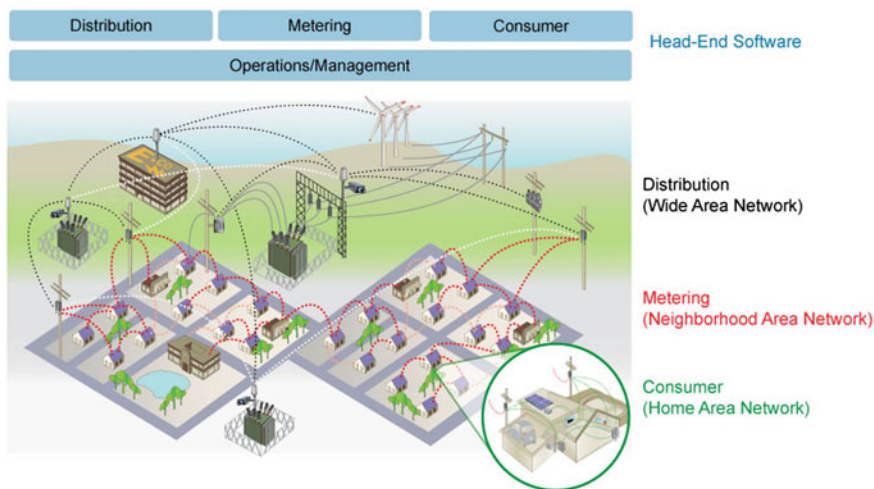 Distribution
Metering
Consumer
Head-End Software
Operations/Management
Distribution
(Wide Area Network)
Metering
(Neighborhood Area Network)
Consumer
(Home Area Network)